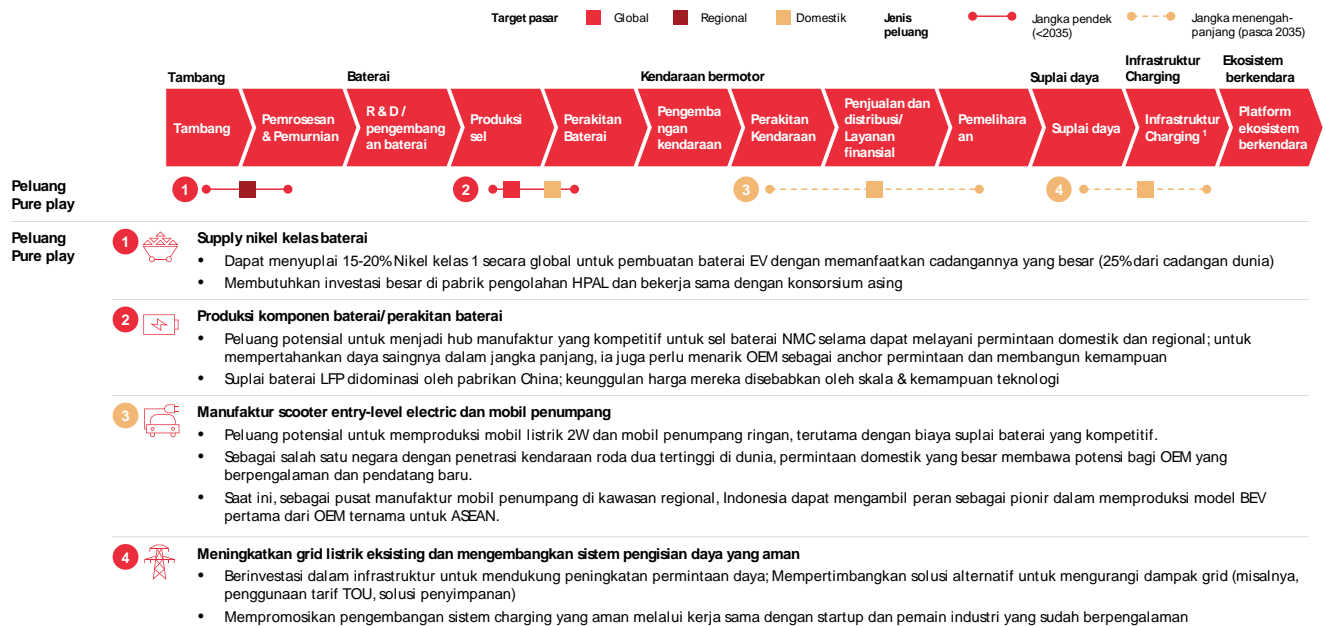 Target pasar
Global
Regional
Domestik
Jenis
peluang
Jangka pendek
(<2035)
Jangka menengah-
panjang (pasca 2035)
Tambang
Baterai
Kendaraan bermotor
Suplai daya
Infrastruktur
Charging
Ekosistem
berkendara
Tambang
Pemrosesan
& Pemurnian
R & D /
pengembang
an baterai
Produksi
sel
Perakitan
Baterai
Pengemba
ngan
kendaraan
Perakitan
Kendaraan
Penjualan dan
distribusi/
Layanan
finansial
Pemelihara
an
Suplai daya
Infrastruktur
Charging 1
Platform
ekosistem
berkendara
Peluang
Pure play
1
2
3
4
Peluang
Pure play
1
Supply nikel kelas baterai
• Dapat menyuplai 15-20% Nikel kelas 1 secara global untuk pembuatan baterai EV dengan memanfaatkan cadangannya yang besar (25% dari cadangan dunia)
• Membutuhkan investasi besar di pabrik pengolahan HPAL dan bekerja sama dengan konsorsium asing
2
Produksi komponen baterai/ perakitan baterai
• Peluang potensial untuk menjadi hub manufaktur yang kompetitif untuk sel baterai NMC selama dapat melayani permintaan domestik dan regional; untuk
mempertahankan daya saingnya dalam jangka panjang, ia juga perlu menarik OEM sebagai anchor permintaan dan membangun kemampuan
• Suplai baterai LFP didominasi oleh pabrikan China; keunggulan harga mereka disebabkan oleh skala & kemampuan teknologi
3
Manufaktur scooter entry-level electric dan mobil penumpang
• Peluang potensial untuk memproduksi mobil listrik 2W dan mobil penumpang ringan, terutama dengan biaya suplai baterai yang kompetitif.
• Sebagai salah satu negara dengan penetrasi kendaraan roda dua tertinggi di dunia, permintaan domestik yang besar membawa potensi bagi OEM yang
berpengalaman dan pendatang baru.
• Saat ini, sebagai pusat manufaktur mobil penumpang di kawasan regional, Indonesia dapat mengambil peran sebagai pionir dalam memproduksi model BEV
pertama dari OEM ternama untuk ASEAN.
4
Meningkatkan grid listrik eksisting dan mengembangkan sistem pengisian daya yang aman
• Berinvestasi dalam infrastruktur untuk mendukung peningkatan permintaan daya; Mempertimbangkan solusi alternatif untuk mengurangi dampak grid (misalnya,
penggunaan tarif TOU, solusi penyimpanan)
• Mempromosikan pengembangan sistem charging yang aman melalui kerja sama dengan startup dan pemain industri yang sudah berpengalaman